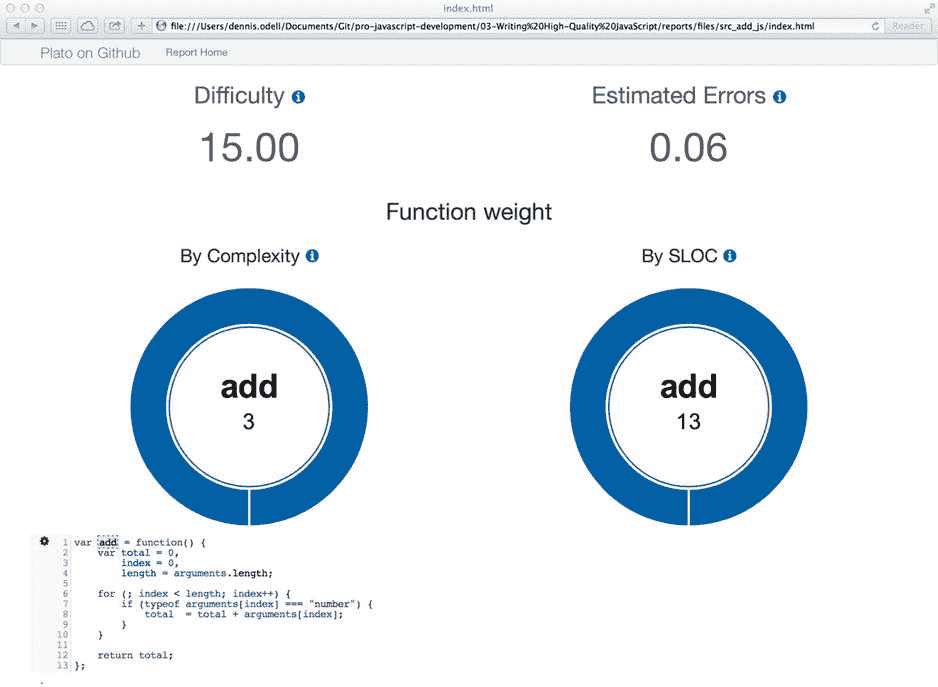 index.html
file:///Users/dennis.odell/Documents/Git/pro-javascript-development/03-Writing%20High-Quality%20JavaScript/reports/files/src_add_js/index.html
Reader
Plato on Github Report Home
Difficulty i Estimated Errors i
15.00 0.06
Function weight
By Complexity i By SLOC i
add add
3 13
1 var add = function() {
2     var total = 0,
3         index = 0,
4         length = arguments.length;
5
6     for (; index < length; index++) {
7         if (typeof arguments[index] === "number") {
8             total  = total + arguments[index];
9         }
10     }
11
12     return total;
13 };